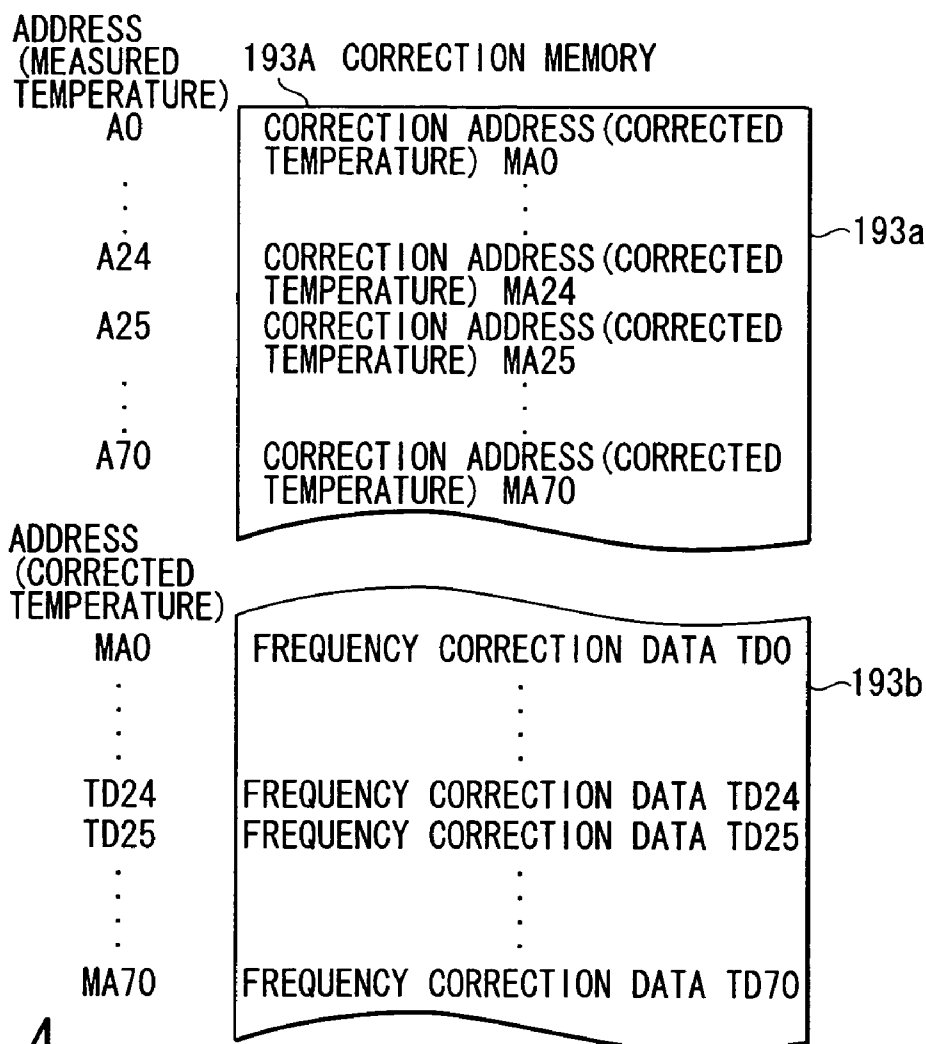 ADDRESS
(MEASURED
TEMPERATURE)
193A CORRECTION MEMORY
A0 CORRECTION ADDRESS(CORRECTED
TEMPERATURE) MA0
193a
A24 CORRECTION ADDRESS(CORRECTED
TEMPERATURE) MA24
A25 CORRECTION ADDRESS(CORRECTED
TEMPERATURE) MA25
A70 CORRECTION ADDRESS(CORRECTED
TEMPERATURE) MA70
ADDRESS
(CORRECTED
TEMPERATURE)
MA0 FREQUENCY CORRECTION DATA TD0
193b
TD24 FREQUENCY CORRECTION DATA TD24
TD25 FREQUENCY CORRECTION DATA TD25
MA70 FREQUENCY CORRECTION DATA TD70